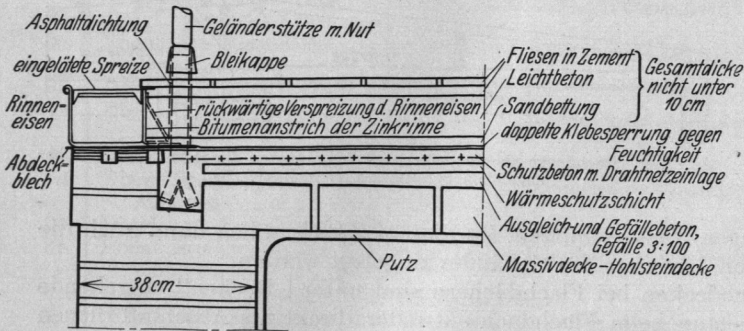 Asphaltdichtung
Geländerstütze m. Nut
Bleikappe
eingelötete Spreize
Rinnen-
eisen
Abdeck-
blech
rückwärtige Verspreizung d. Rinneneisen
Bitumenanstrich der Zinkrinne
Fliesen in Zement
Leichtbeton
Sandbettung
Gesamtdicke
nicht unter
10 cm
doppelte Klebesperrung gegen
Feuchtigkeit
Schutzbeton m. Drahtnetzeinlage
Wärmeschutzschicht
Ausgleich-und Gefällebeton,
Gefälle 3:100
Massivdecke-Hohlsteindecke
Putz
38cm